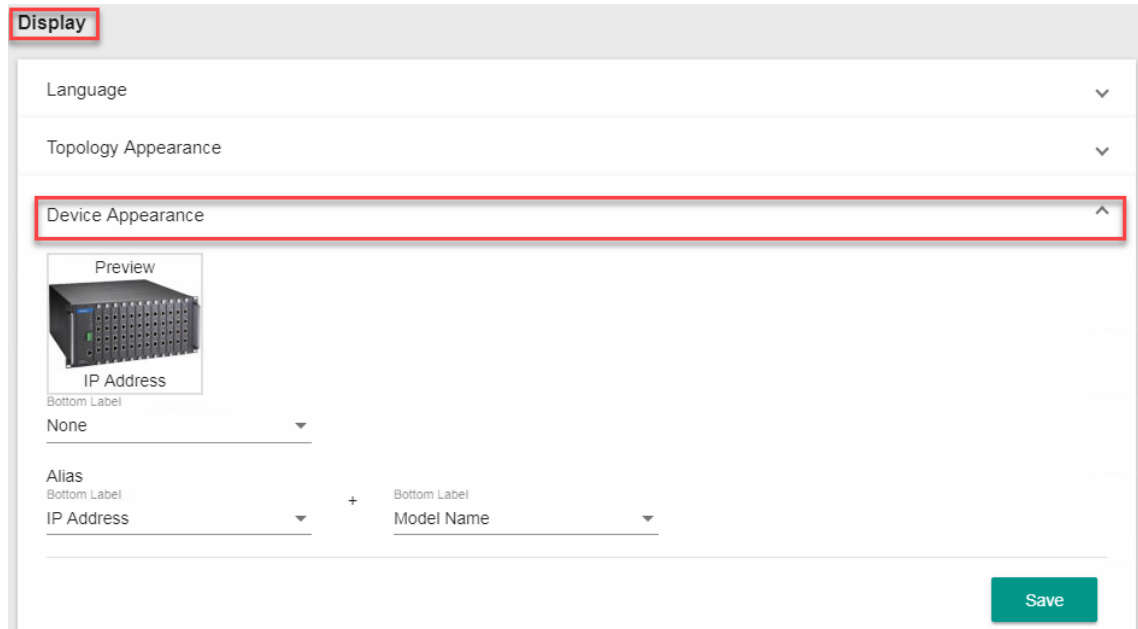 Display
Language
Topology Appearance
Device Appearance
Preview
IP Address
Bottom Label
None
Alias
Bottom Label
IP Address
+
Bottom Label
Model Name
Save